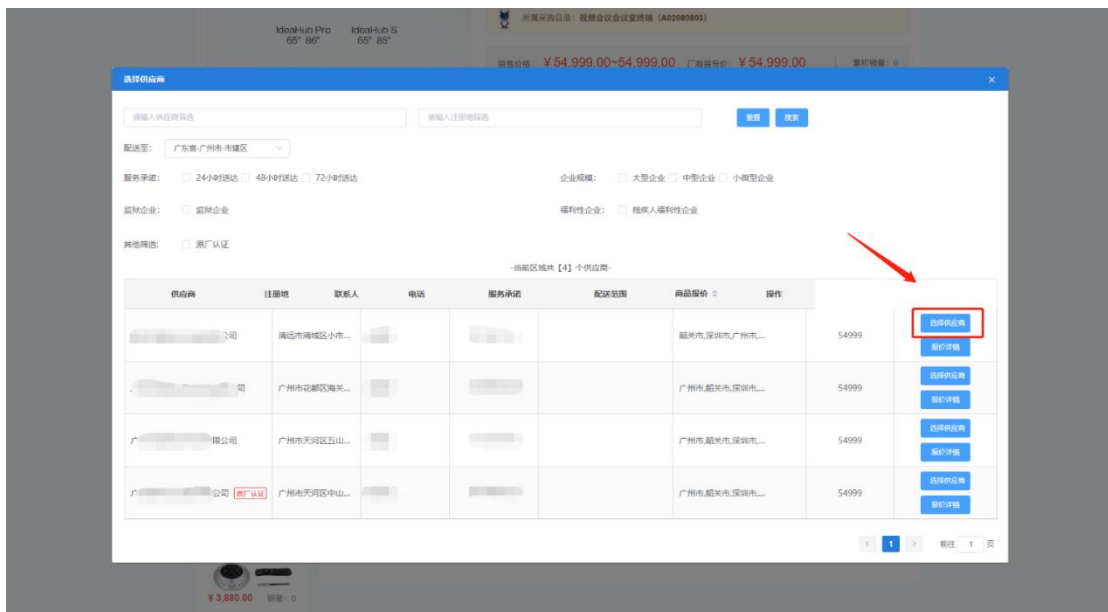 所属采购目录：视频会议会议室终端（A02080803）
IdeaHub Pro IdeaHub S
65" 86" 65" 86"
销售价格: ￥54,999.00~54,999.00 厂商指导价: ￥54,999.00 累积销量：0
选择供应商 ×
请输入供应商筛选 请输入注册地筛选 重置 搜索
配送至: 广东省-广州市-市辖区
服务承诺: 24小时送达 48小时送达 72小时送达 企业规模: 大型企业 中型企业 小微型企业
监狱企业: 监狱企业 福利性企业: 残疾人福利性企业
其他筛选: 原厂认证
-当前区域共【4】个供应商-
供应商 注册地 联系人 电话 服务承诺 配送范围 商品报价 操作
公司 清远市清城区小市... 韶关市,深圳市,广州市,... 54999 选择供应商
报价详情
司 广州市花都区海关... 广州市,韶关市,深圳市,... 54999 选择供应商
报价详情
广 限公司 广州市天河区五山... 广州市,韶关市,深圳市,... 54999 选择供应商
报价详情
广 公司 原厂认证 广州市天河区中山... 广州市,韶关市,深圳市,... 54999 选择供应商
报价详情
< 1 > 前往 1 页
￥3,880.00 销量：0